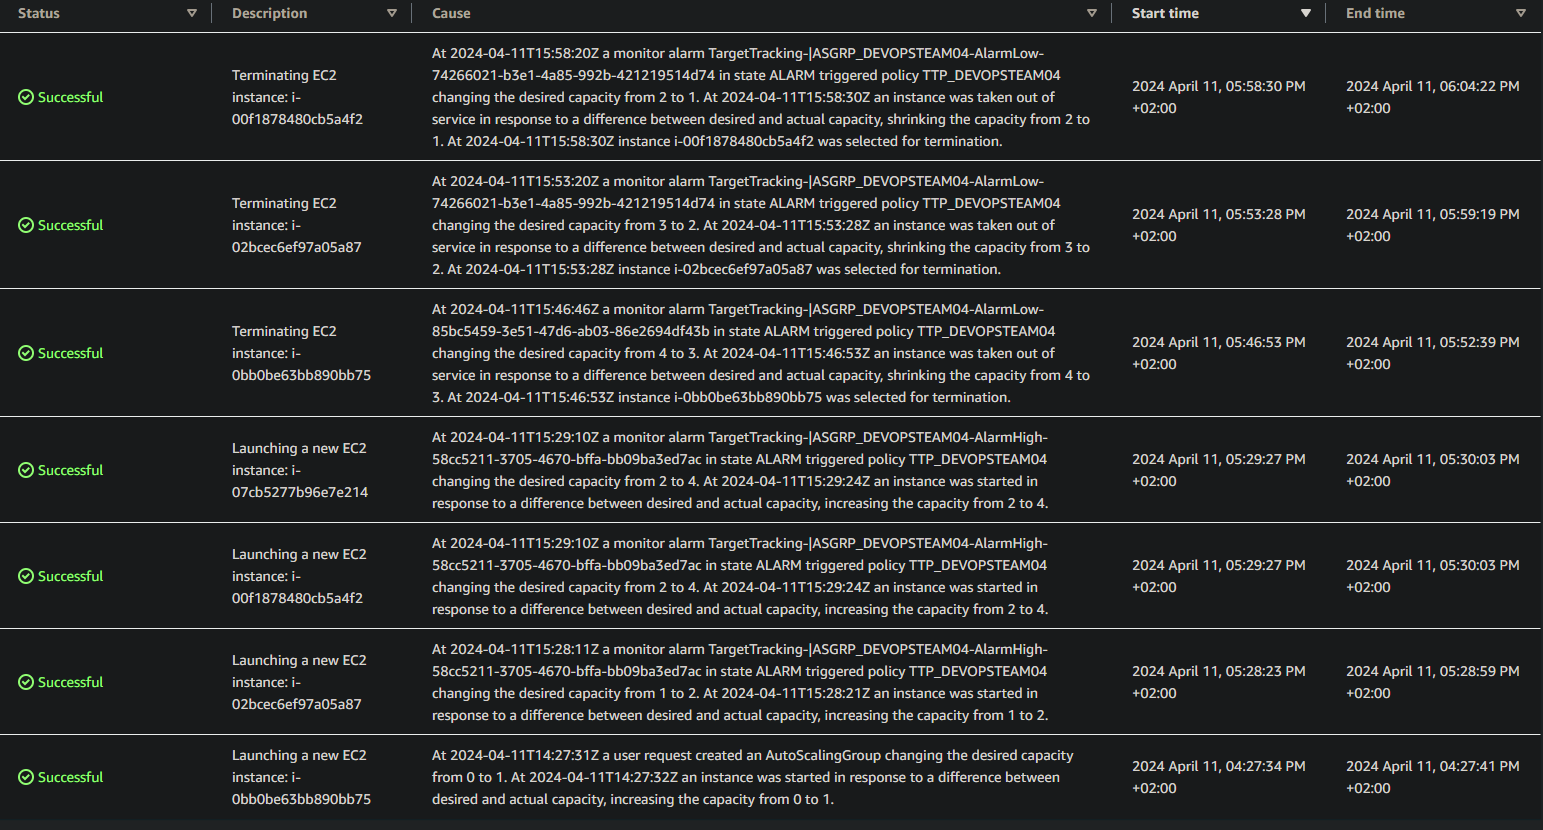 Status
Description
Cause
Start time
End time
Successful
Terminating EC2
instance: i-
00f1878480cb5a4f2
At 2024-04-11T15:58:20Z a monitor alarm TargetTracking-|ASGRP_DEVOPSTEAM04-AlarmLow-
74266021-b3e1-4a85-992b-421219514d74 in state ALARM triggered policy TTP_DEVOPSTEAM04
changing the desired capacity from 2 to 1. At 2024-04-11T15:58:30Z an instance was taken out of
service in response to a difference between desired and actual capacity, shrinking the capacity from 2 to
1. At 2024-04-11T15:58:30Z instance i-00f1878480cb5a4f2 was selected for termination.
2024 April 11, 05:58:30 PM
+02:00
2024 April 11, 06:04:22 PM
+02:00
Successful
Terminating EC2
instance: i-
02bcec6ef97a05a87
At 2024-04-11T15:53:20Z a monitor alarm TargetTracking-|ASGRP_DEVOPSTEAM04-AlarmLow-
74266021-b3e1-4a85-992b-421219514d74 in state ALARM triggered policy TTP_DEVOPSTEAM04
changing the desired capacity from 3 to 2. At 2024-04-11T15:53:28Z an instance was taken out of
service in response to a difference between desired and actual capacity, shrinking the capacity from 3 to
2. At 2024-04-11T15:53:28Z instance i-02bcec6ef97a05a87 was selected for termination.
2024 April 11, 05:53:28 PM
+02:00
2024 April 11, 05:59:19 PM
+02:00
Successful
Terminating EC2
instance: i-
0bb0be63bb890bb75
At 2024-04-11T15:46:46Z a monitor alarm TargetTracking-|ASGRP_DEVOPSTEAM04-AlarmLow-
85bc5459-3e51-47d6-ab03-86e2694df43b in state ALARM triggered policy TTP_DEVOPSTEAM04
changing the desired capacity from 4 to 3. At 2024-04-11T15:46:53Z an instance was taken out of
service in response to a difference between desired and actual capacity, shrinking the capacity from 4 to
3. At 2024-04-11T15:46:53Z instance i-0bb0be63bb890bb75 was selected for termination.
2024 April 11, 05:46:53 PM
+02:00
2024 April 11, 05:52:39 PM
+02:00
Successful
Launching a new EC2
instance: i-
07cb5277b96e7e214
At 2024-04-11T15:29:10Z a monitor alarm TargetTracking-|ASGRP_DEVOPSTEAM04-AlarmHigh-
58cc5211-3705-4670-bffa-bb09ba3ed7ac in state ALARM triggered policy TTP_DEVOPSTEAM04
changing the desired capacity from 2 to 4. At 2024-04-11T15:29:24Z an instance was started in
response to a difference between desired and actual capacity, increasing the capacity from 2 to 4.
2024 April 11, 05:29:27 PM
+02:00
2024 April 11, 05:30:03 PM
+02:00
Successful
Launching a new EC2
instance: i-
00f1878480cb5a4f2
At 2024-04-11T15:29:10Z a monitor alarm TargetTracking-|ASGRP_DEVOPSTEAM04-AlarmHigh-
58cc5211-3705-4670-bffa-bb09ba3ed7ac in state ALARM triggered policy TTP_DEVOPSTEAM04
changing the desired capacity from 2 to 4. At 2024-04-11T15:29:24Z an instance was started in
response to a difference between desired and actual capacity, increasing the capacity from 2 to 4.
2024 April 11, 05:29:27 PM
+02:00
2024 April 11, 05:30:03 PM
+02:00
Successful
Launching a new EC2
instance: i-
02bcec6ef97a05a87
At 2024-04-11T15:28:11Z a monitor alarm TargetTracking-|ASGRP_DEVOPSTEAM04-AlarmHigh-
58cc5211-3705-4670-bffa-bb09ba3ed7ac in state ALARM triggered policy TTP_DEVOPSTEAM04
changing the desired capacity from 1 to 2. At 2024-04-11T15:28:21Z an instance was started in
response to a difference between desired and actual capacity, increasing the capacity from 1 to 2.
2024 April 11, 05:28:23 PM
+02:00
2024 April 11, 05:28:59 PM
+02:00
Successful
Launching a new EC2
instance: i-
0bb0be63bb890bb75
At 2024-04-11T14:27:31Z a user request created an AutoScalingGroup changing the desired capacity
from 0 to 1. At 2024-04-11T14:27:32Z an instance was started in response to a difference between
desired and actual capacity, increasing the capacity from 0 to 1.
2024 April 11, 04:27:34 PM
+02:00
2024 April 11, 04:27:41 PM
+02:00